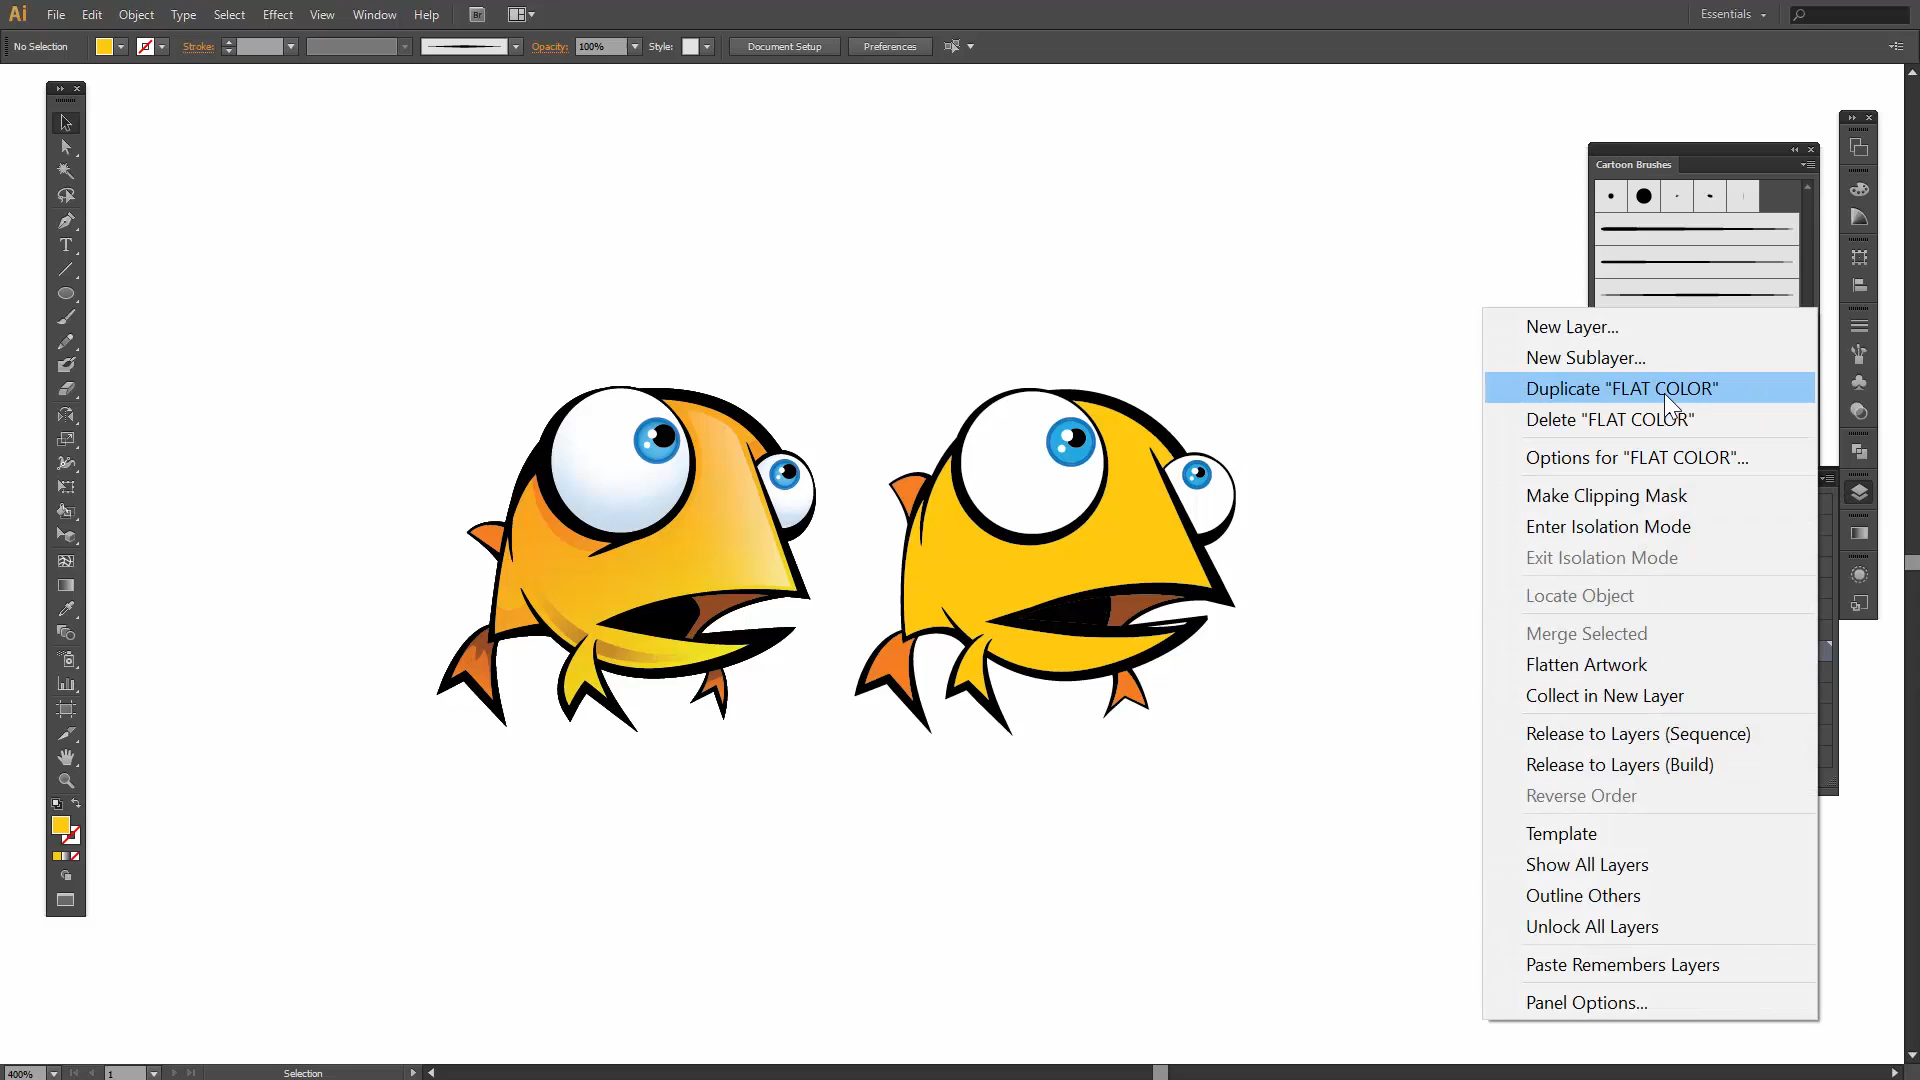 Ai File Edit Object Type Select Effect View Window Help Br Essentials
No Selection Stroke: Opacity: 100% Style: Document Setup Preferences
Cartoon Brushes
New Layer...
New Sublayer...
Duplicate "FLAT COLOR"
Delete "FLAT COLOR"
Options for "FLAT COLOR"...
Make Clipping Mask
Enter Isolation Mode
Exit Isolation Mode
Locate Object
Merge Selected
Flatten Artwork
Collect in New Layer
Release to Layers (Sequence)
Release to Layers (Build)
Reverse Order
Template
Show All Layers
Outline Others
Unlock All Layers
Paste Remembers Layers
Panel Options...
400% 1 Selection